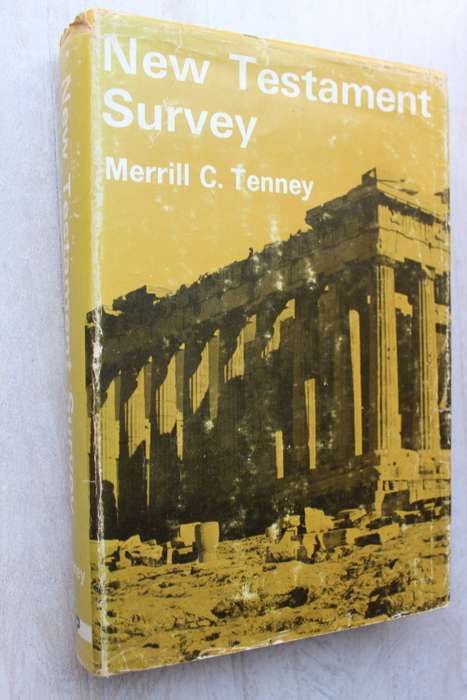 New Testament
Survey
Merrill C. Tenney
New Testament Survey